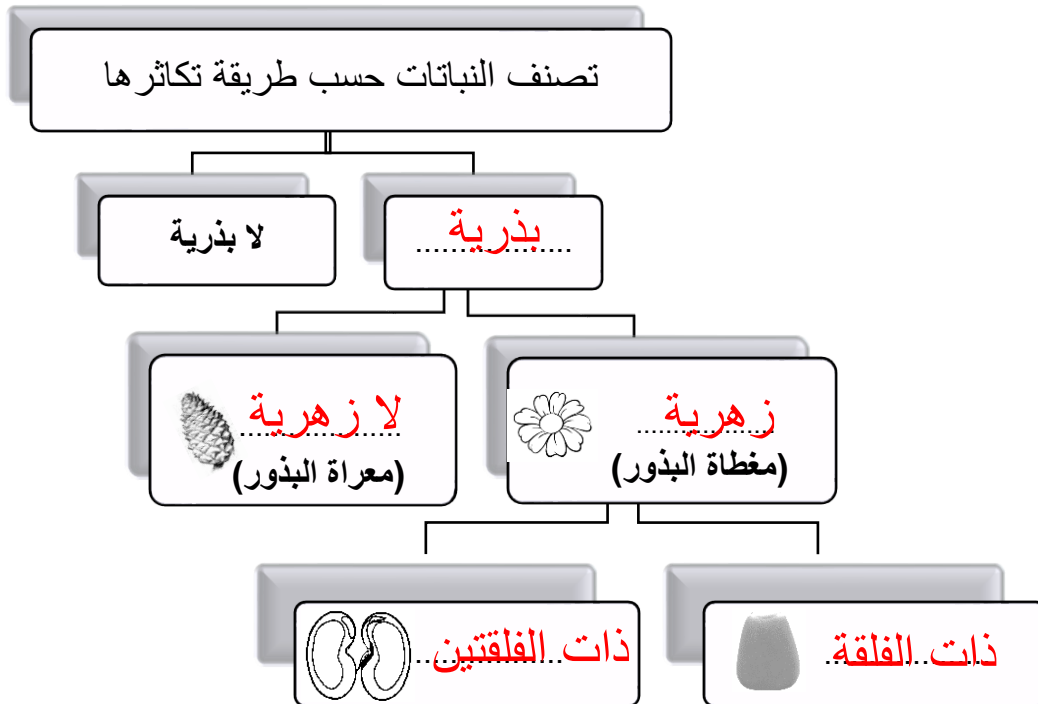 تصنف النباتات حسب طريقة تكاثرها
بذرية
لا بذرية
زهرية
(مغطاة البذور)
لا زهرية
(معراة البذور)
ذات الفلقة
ذات الفلقتين